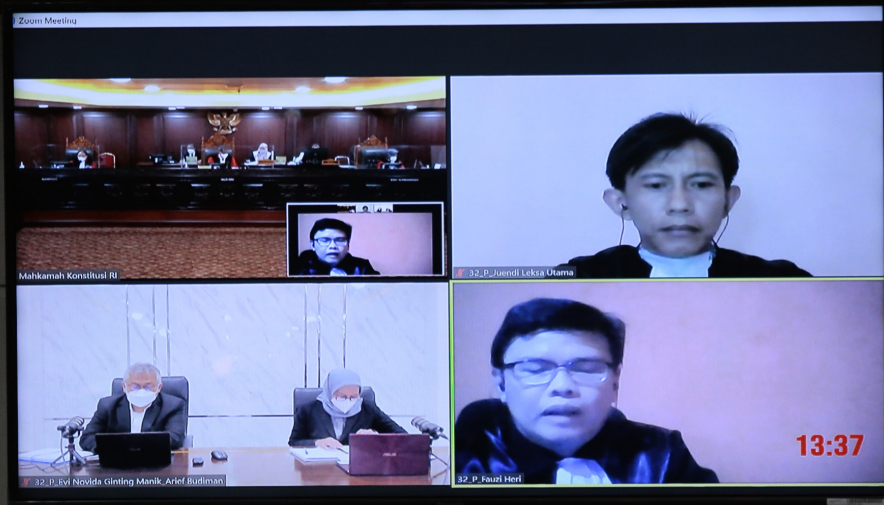 Zoom Meeting
Mahkamah Konstitusi RI
32_P_Juendi Leksa Utama
32_P_Evi Novida Ginting Manik_Arief Budiman
32_P_Fauzi Heri
13:37